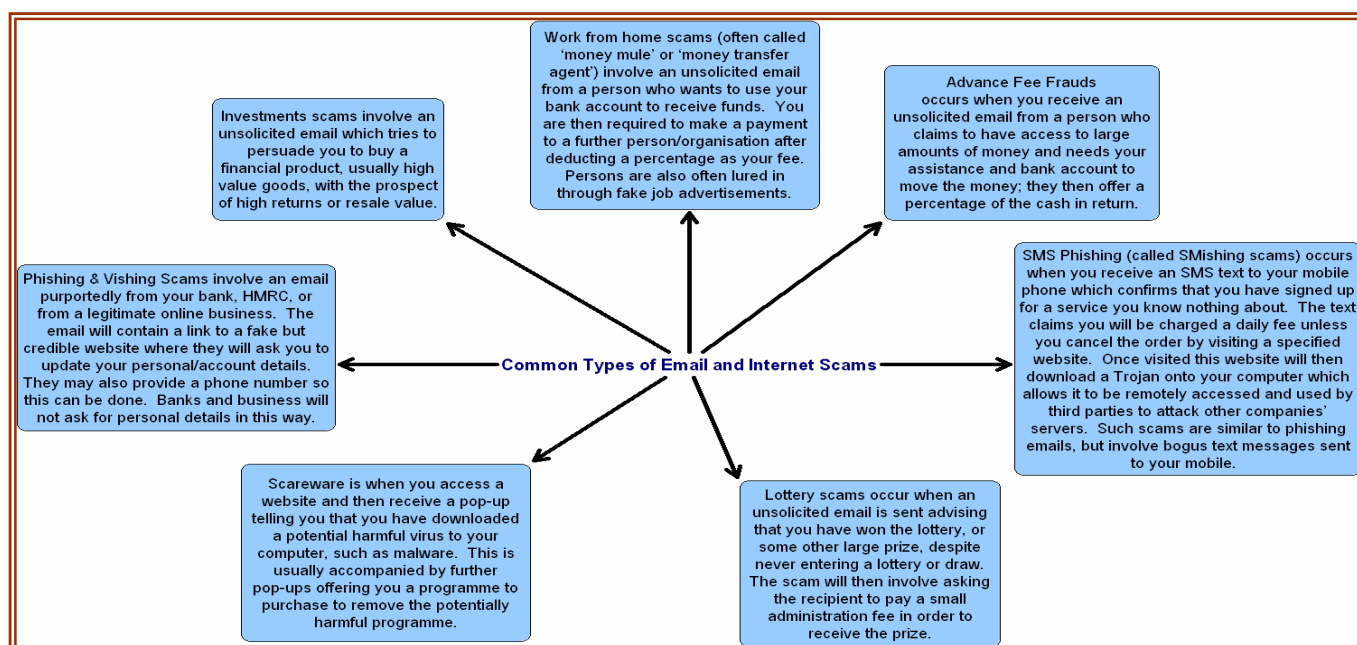 Work from home scams (often called
‘money mule’ or ‘money transfer
agent’) involve an unsolicited email
from a person who wants to use your
bank account to receive funds.  You
are then required to make a payment
to a further person/organisation after
deducting a percentage as your fee.
Persons are also often lured in
through fake job advertisements.
Advance Fee Frauds
occurs when you receive an
unsolicited email from a person who
claims to have access to large
amounts of money and needs your
assistance and bank account to
move the money; they then offer a
percentage of the cash in return.
Investments scams involve an
unsolicited email which tries to
persuade you to buy a
financial product, usually high
value goods, with the prospect
of high returns or resale value.
SMS Phishing (called SMishing scams) occurs
when you receive an SMS text to your mobile
phone which confirms that you have signed up
for a service you know nothing about.  The text
claims you will be charged a daily fee unless
you cancel the order by visiting a specified
website.  Once visited this website will then
download a Trojan onto your computer which
allows it to be remotely accessed and used by
third parties to attack other companies’
servers.  Such scams are similar to phishing
emails, but involve bogus text messages sent
to your mobile.
Phishing & Vishing Scams involve an email
purportedly from your bank, HMRC, or
from a legitimate online business.  The
email will contain a link to a fake but
credible website where they will ask you to
update your personal/account details.
They may also provide a phone number so
this can be done.  Banks and business will
not ask for personal details in this way.
Common Types of Email and Internet Scams
Scareware is when you access a
website and then receive a pop-up
telling you that you have downloaded
a potential harmful virus to your
computer, such as malware.  This is
usually accompanied by further
pop-ups offering you a programme to
purchase to remove the potentially
harmful programme.
Lottery scams occur when an
unsolicited email is sent advising
that you have won the lottery, or
some other large prize, despite
never entering a lottery or draw.
The scam will then involve asking
the recipient to pay a small
administration fee in order to
receive the prize.